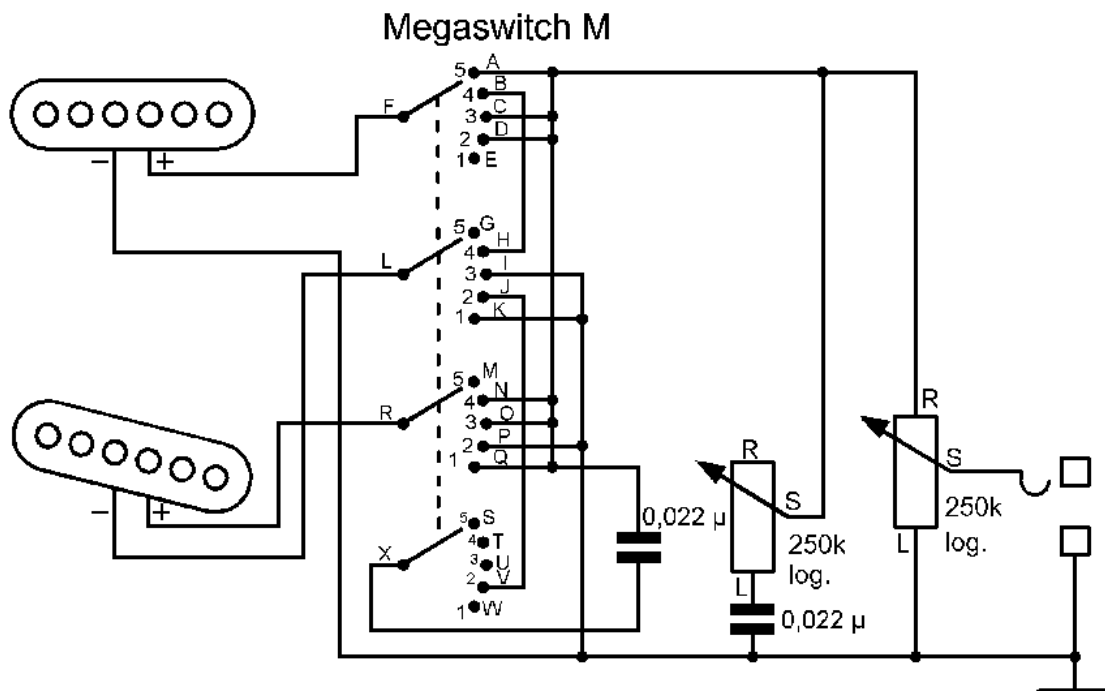 Megaswitch M
5 A
4 B
F
3 C
2 D
− +
1 E
5 G
4 H
L
3 I
2 J
1 K
5 M
4 N
R
3 O
2 P
1 Q
− +
5 S
4 T
X
3 U
2 V
1 W
0,022 µ
R
S
250k
log.
L
0,022 µ
R
S
250k
log.
L